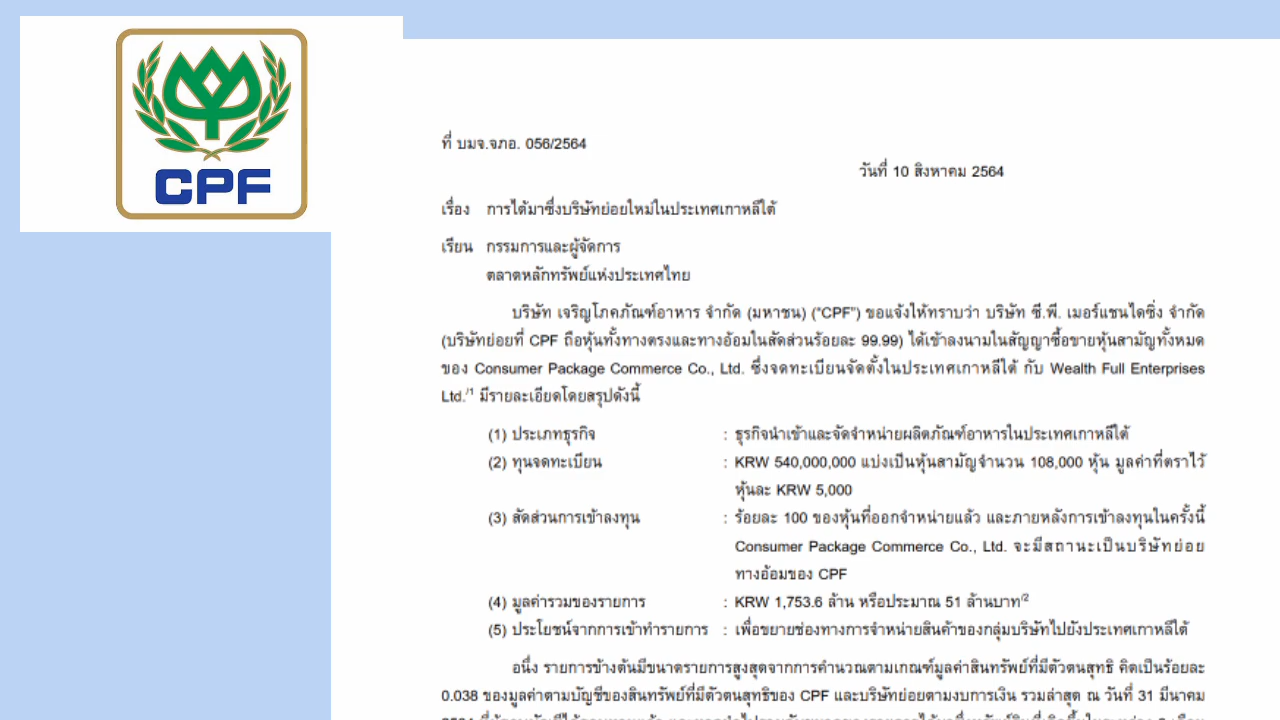 CPF
ที่ บมจ.จภอ. 056/2564
วันที่ 10 สิงหาคม 2564
เรื่อง การได้มาซึ่งบริษัทย่อยใหม่ในประเทศเกาหลีใต้
เรียน กรรมการและผู้จัดการ
ตลาดหลักทรัพย์แห่งประเทศไทย
บริษัท เจริญโภคภัณฑ์อาหาร จำกัด (มหาชน) ("CPF") ขอแจ้งให้ทราบว่า บริษัท ซี.พี. เมอร์แชนไดซิ่ง จำกัด
(บริษัทย่อยที่ CPF ถือหุ้นทั้งทางตรงและทางอ้อมในสัดส่วนร้อยละ 99.99) ได้เข้าลงนามในสัญญาซื้อขายหุ้นสามัญทั้งหมด
ของ Consumer Package Commerce Co., Ltd. ซึ่งจดทะเบียนจัดตั้งในประเทศเกาหลีใต้ กับ Wealth Full Enterprises
Ltd./1 มีรายละเอียดโดยสรุปดังนี้
(1) ประเภทธุรกิจ : ธุรกิจนำเข้าและจัดจำหน่ายผลิตภัณฑ์อาหารในประเทศเกาหลีใต้
(2) ทุนจดทะเบียน : KRW 540,000,000 แบ่งเป็นหุ้นสามัญจำนวน 108,000 หุ้น มูลค่าที่ตราไว้
หุ้นละ KRW 5,000
(3) สัดส่วนการเข้าลงทุน : ร้อยละ 100 ของหุ้นที่ออกจำหน่ายแล้ว และภายหลังการเข้าลงทุนในครั้งนี้
Consumer Package Commerce Co., Ltd. จะมีสถานะเป็นบริษัทย่อย
ทางอ้อมของ CPF
(4) มูลค่ารวมของรายการ : KRW 1,753.6 ล้าน หรือประมาณ 51 ล้านบาท/2
(5) ประโยชน์จากการเข้าทำรายการ : เพื่อขยายช่องทางการจำหน่ายสินค้าของกลุ่มบริษัทไปยังประเทศเกาหลีใต้
อนึ่ง รายการข้างต้นมีขนาดรายการสูงสุดจากการคำนวณตามเกณฑ์มูลค่าสินทรัพย์ที่มีตัวตนสุทธิ คิดเป็นร้อยละ
0.038 ของมูลค่าตามบัญชีของสินทรัพย์ที่มีตัวตนสุทธิของ CPF และบริษัทย่อยตามงบการเงิน รวมล่าสุด ณ วันที่ 31 มีนาคม